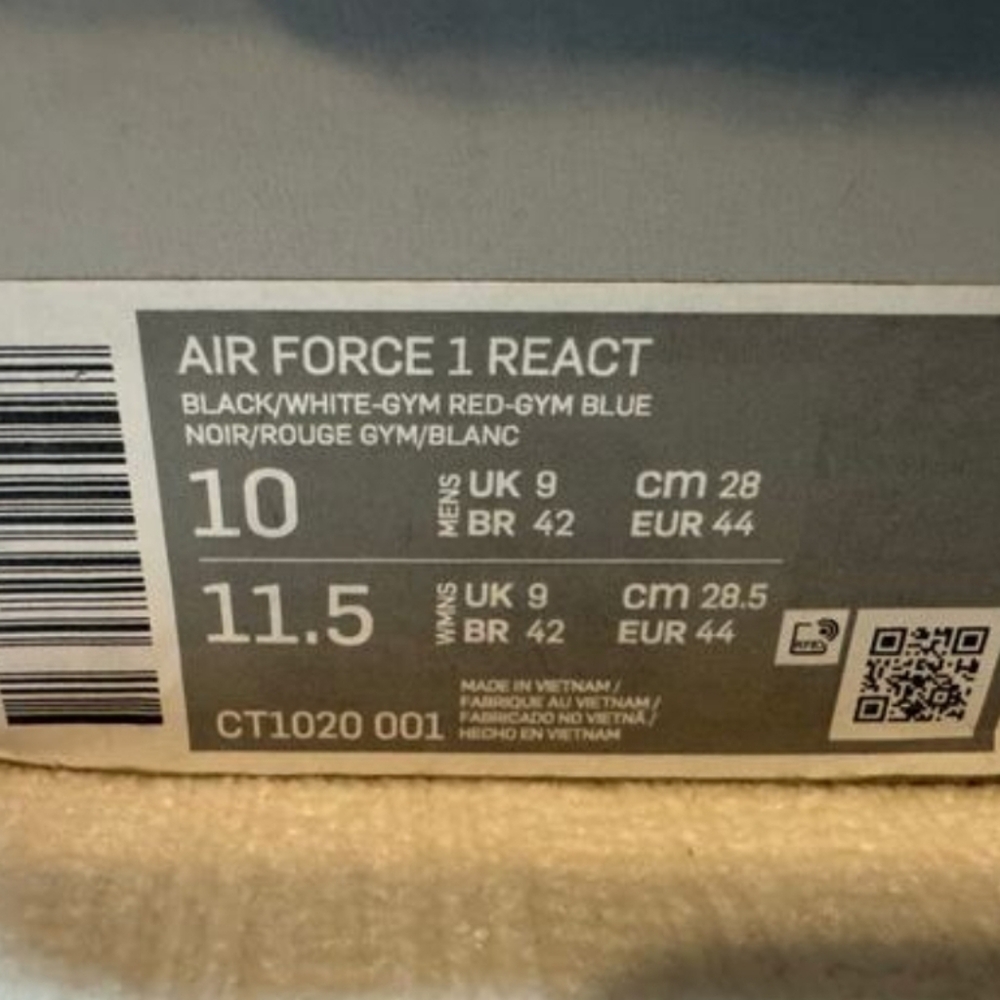 AIR FORCE 1 REACT
BLACK/WHITE-GYM RED-GYM BLUE
NOIR/ROUGE GYM/BLANC
10 MENS UK 9 cm 28
BR 42 EUR 44
11.5 WMNS UK 9 cm 28.5
BR 42 EUR 44
CT1020 001
MADE IN VIETNAM /
FABRIQUE AU VIETNAM /
FABRICADO NO VIETNÃ /
HECHO EN VIETNAM